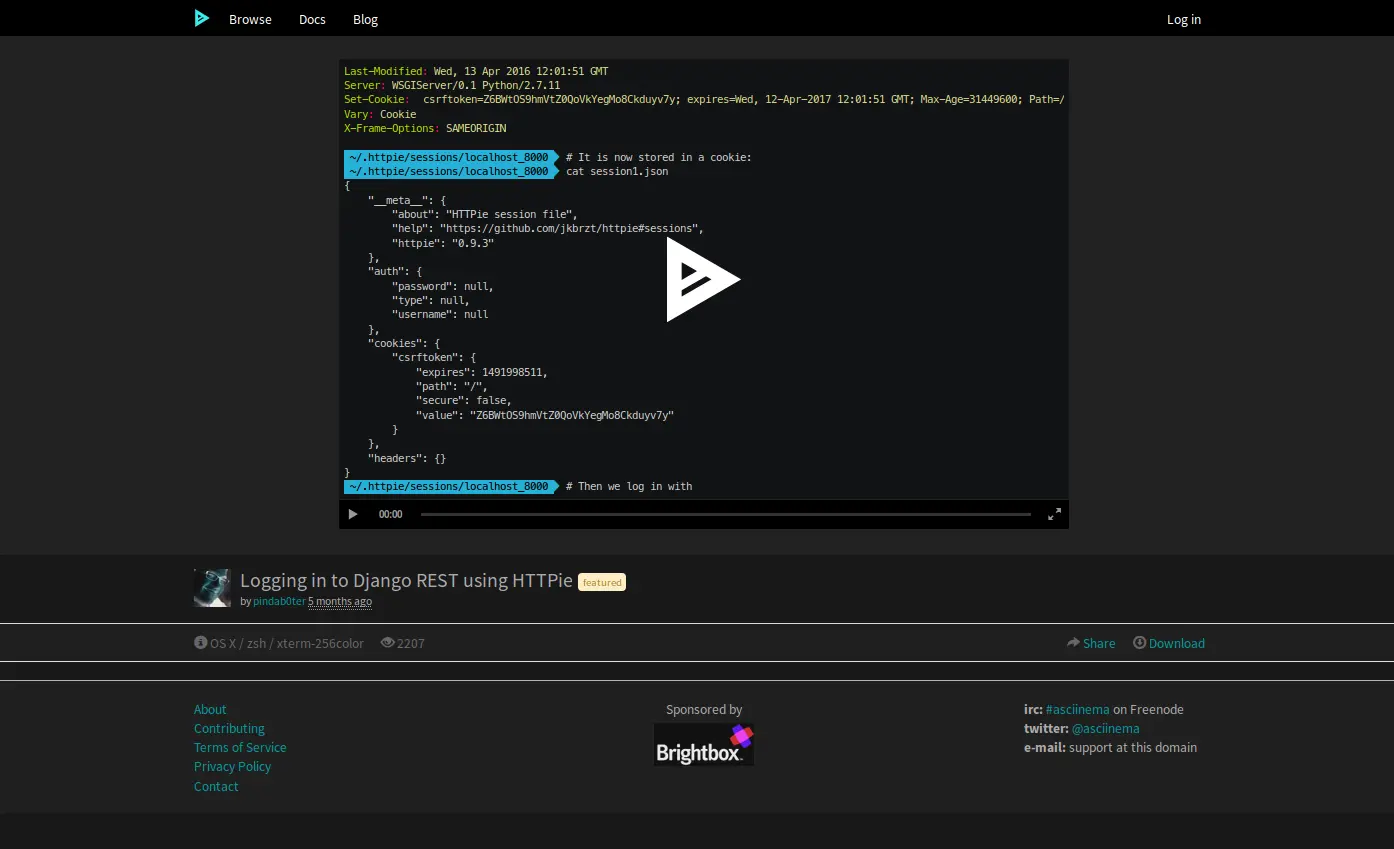 Browse Docs Blog Log in
Last-Modified: Wed, 13 Apr 2016 12:01:51 GMT
Server: WSGIServer/0.1 Python/2.7.11
Set-Cookie:  csrftoken=Z6BWtOS9hmVtZ0QoVkYegMo8Ckduyv7y; expires=Wed, 12-Apr-2017 12:01:51 GMT; Max-Age=31449600; Path=/
Vary: Cookie
X-Frame-Options: SAMEORIGIN
~/.httpie/sessions/localhost_8000 # It is now stored in a cookie:
~/.httpie/sessions/localhost_8000 cat session1.json
{
    "__meta__": {
        "about": "HTTPie session file",
        "help": "https://github.com/jkbrzt/httpie#sessions",
        "httpie": "0.9.3"
    },
    "auth": {
        "password": null,
        "type": null,
        "username": null
    },
    "cookies": {
        "csrftoken": {
            "expires": 1491998511,
            "path": "/",
            "secure": false,
            "value": "Z6BWtOS9hmVtZ0QoVkYegMo8Ckduyv7y"
        }
    },
    "headers": {}
}
~/.httpie/sessions/localhost_8000 # Then we log in with
00:00
Logging in to Django REST using HTTPie featured
by pindab0ter 5 months ago
OS X / zsh / xterm-256color 2207 Share Download
About
Contributing
Terms of Service
Privacy Policy
Contact
Sponsored by
Brightbox
irc: #asciinema on Freenode
twitter: @asciinema
e-mail: support at this domain